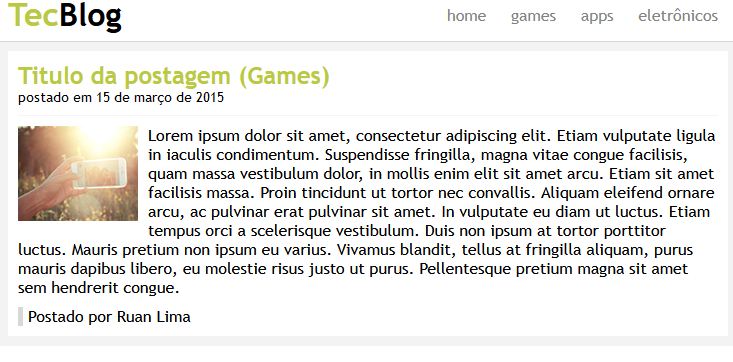 TecBlog
home games apps eletrônicos
Titulo da postagem (Games)
postado em 15 de março de 2015
Lorem ipsum dolor sit amet, consectetur adipiscing elit. Etiam vulputate ligula
in iaculis condimentum. Suspendisse fringilla, magna vitae congue facilisis,
quam massa vestibulum dolor, in mollis enim elit sit amet arcu. Etiam sit amet
facilisis massa. Proin tincidunt ut tortor nec convallis. Aliquam eleifend ornare
arcu, ac pulvinar erat pulvinar sit amet. In vulputate eu diam ut luctus. Etiam
tempus orci a scelerisque vestibulum. Duis non ipsum at tortor porttitor
luctus. Mauris pretium non ipsum eu varius. Vivamus blandit, tellus at fringilla aliquam, purus
mauris dapibus libero, eu molestie risus justo ut purus. Pellentesque pretium magna sit amet
sem hendrerit congue.
Postado por Ruan Lima